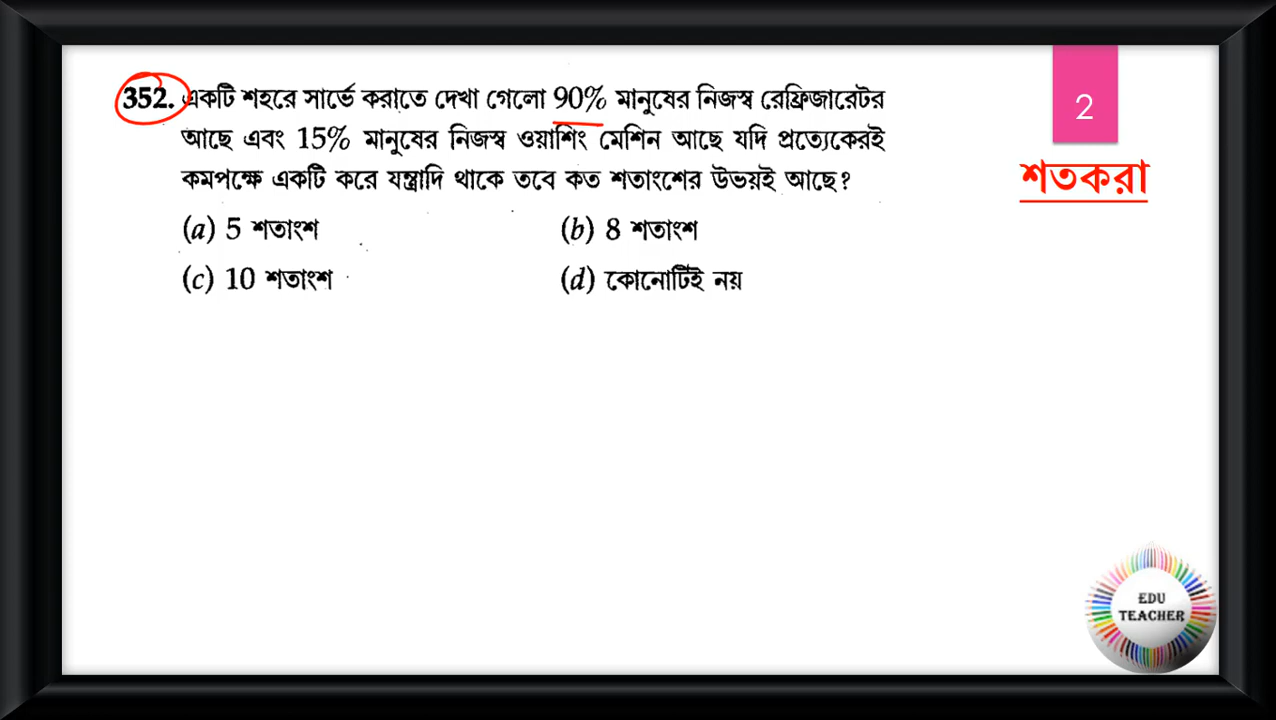 352. একটি শহরে সার্ভে করাতে দেখা গেলো 90% মানুষের নিজস্ব রেফ্রিজারেটর
আছে এবং 15% মানুষের নিজস্ব ওয়াশিং মেশিন আছে যদি প্রত্যেকেরই
কমপক্ষে একটি করে যন্ত্রাদি থাকে তবে কত শতাংশের উভয়ই আছে?
(a) 5 শতাংশ (b) 8 শতাংশ
(c) 10 শতাংশ (d) কোনোটিই নয়
2
শতকরা
EDU
TEACHER